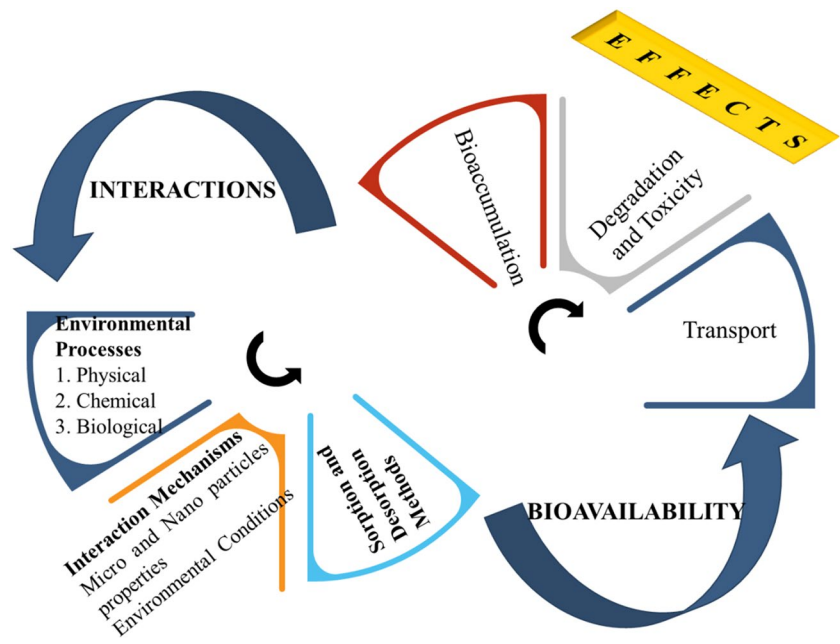 EFFECTS
INTERACTIONS
Bioaccumulation
Degradation
and Toxicity
Transport
Environmental
Processes
1. Physical
2. Chemical
3. Biological
Interaction Mechanisms
Micro and Nano particles
properties
Environmental Conditions
Sorption and
Desorption
Methods
BIOAVAILABILITY